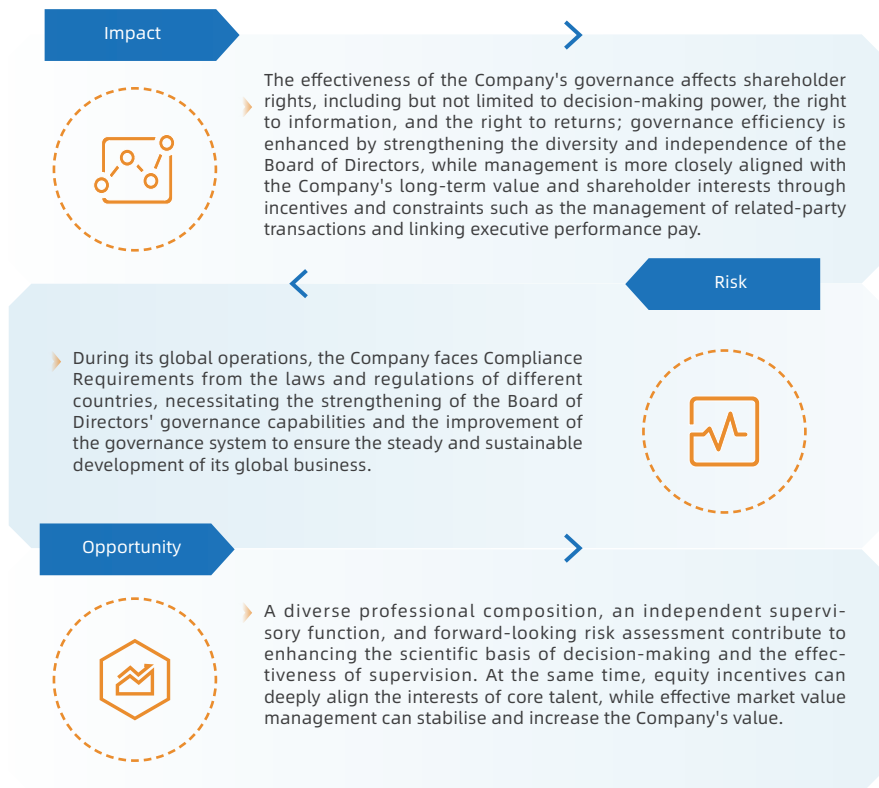 Impact
The effectiveness of the Company's governance affects shareholder
rights, including but not limited to decision-making power, the right
to information, and the right to returns; governance efficiency is
enhanced by strengthening the diversity and independence of the
Board of Directors, while management is more closely aligned with
the Company's long-term value and shareholder interests through
incentives and constraints such as the management of related-party
transactions and linking executive performance pay.
Risk
During its global operations, the Company faces Compliance
Requirements from the laws and regulations of different
countries, necessitating the strengthening of the Board of
Directors' governance capabilities and the improvement of
the governance system to ensure the steady and sustainable
development of its global business.
Opportunity
A diverse professional composition, an independent supervi-
sory function, and forward-looking risk assessment contribute to
enhancing the scientific basis of decision-making and the effec-
tiveness of supervision. At the same time, equity incentives can
deeply align the interests of core talent, while effective market value
management can stabilise and increase the Company's value.